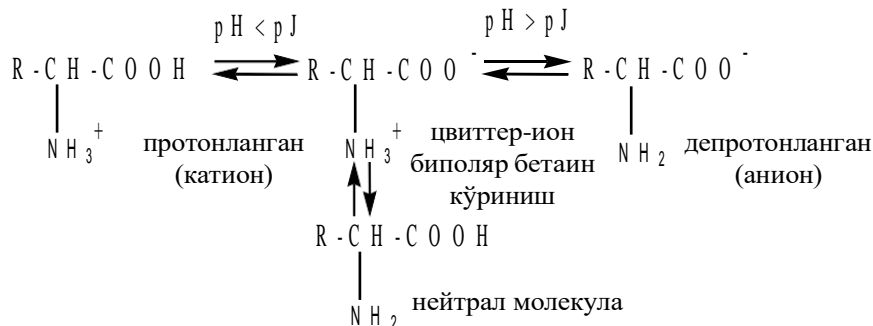 pH < pJ pH > pJ
R-CH-COOH R-CH-COO⁻ R-CH-COO⁻
NH₃⁺ протонланган NH₃⁺ цвиттер-ион NH₂ депротонланган
(катион) биполяр бетаин (анион)
кўриниш
R-CH-COOH
NH₂ нейтрал молекула